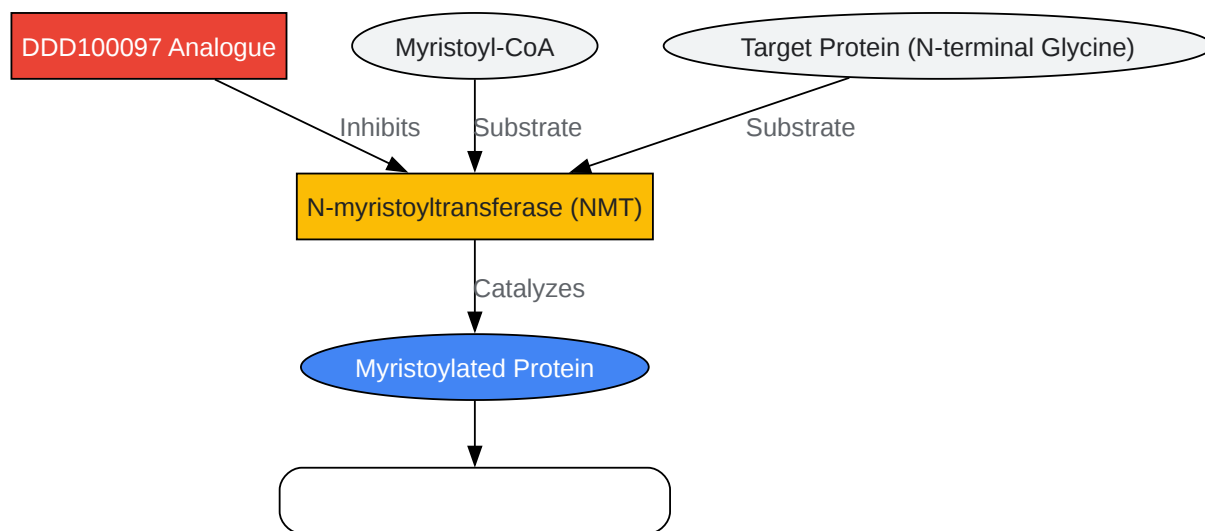 DDD100097 Analogue
Myristoyl-CoA
Target Protein (N-terminal Glycine)
Inhibits
Substrate
Substrate
N-myristoyltransferase (NMT)
Catalyzes
Myristoylated Protein